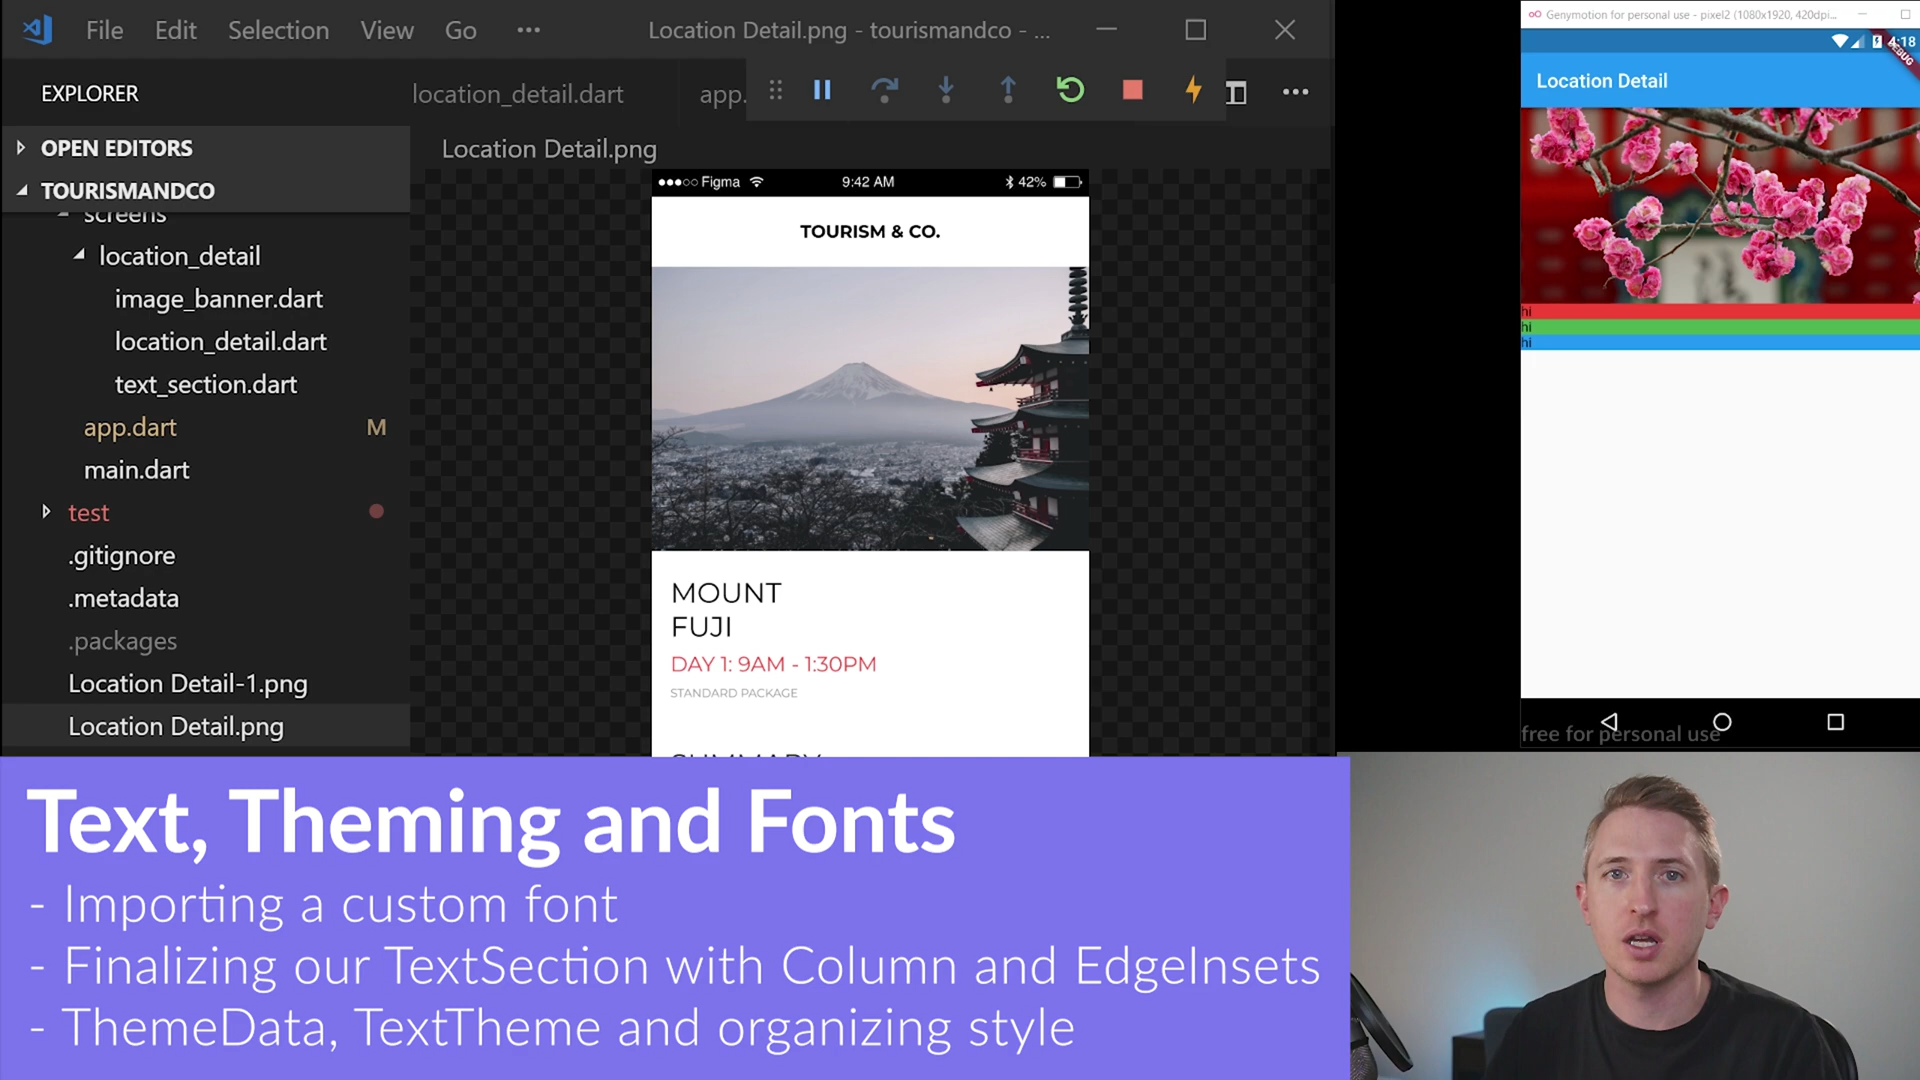 File Edit Selection View Go ••• Location Detail.png - tourismandco - ...
EXPLORER
location_detail.dart app.
OPEN EDITORS
Location Detail.png
TOURISMANDCO
screens
location_detail
image_banner.dart
location_detail.dart
text_section.dart
app.dart M
main.dart
test
.gitignore
.metadata
.packages
Location Detail-1.png
Location Detail.png
Figma 9:42 AM 42%
TOURISM & CO.
MOUNT
FUJI
DAY 1: 9AM - 1:30PM
STANDARD PACKAGE
SUMMARY
Genymotion for personal use - pixel2 (1080x1920, 420dpi...
4:18
DEBUG
Location Detail
hi
hi
hi
free for personal use
Text, Theming and Fonts
- Importing a custom font
- Finalizing our TextSection with Column and EdgeInsets
- ThemeData, TextTheme and organizing style